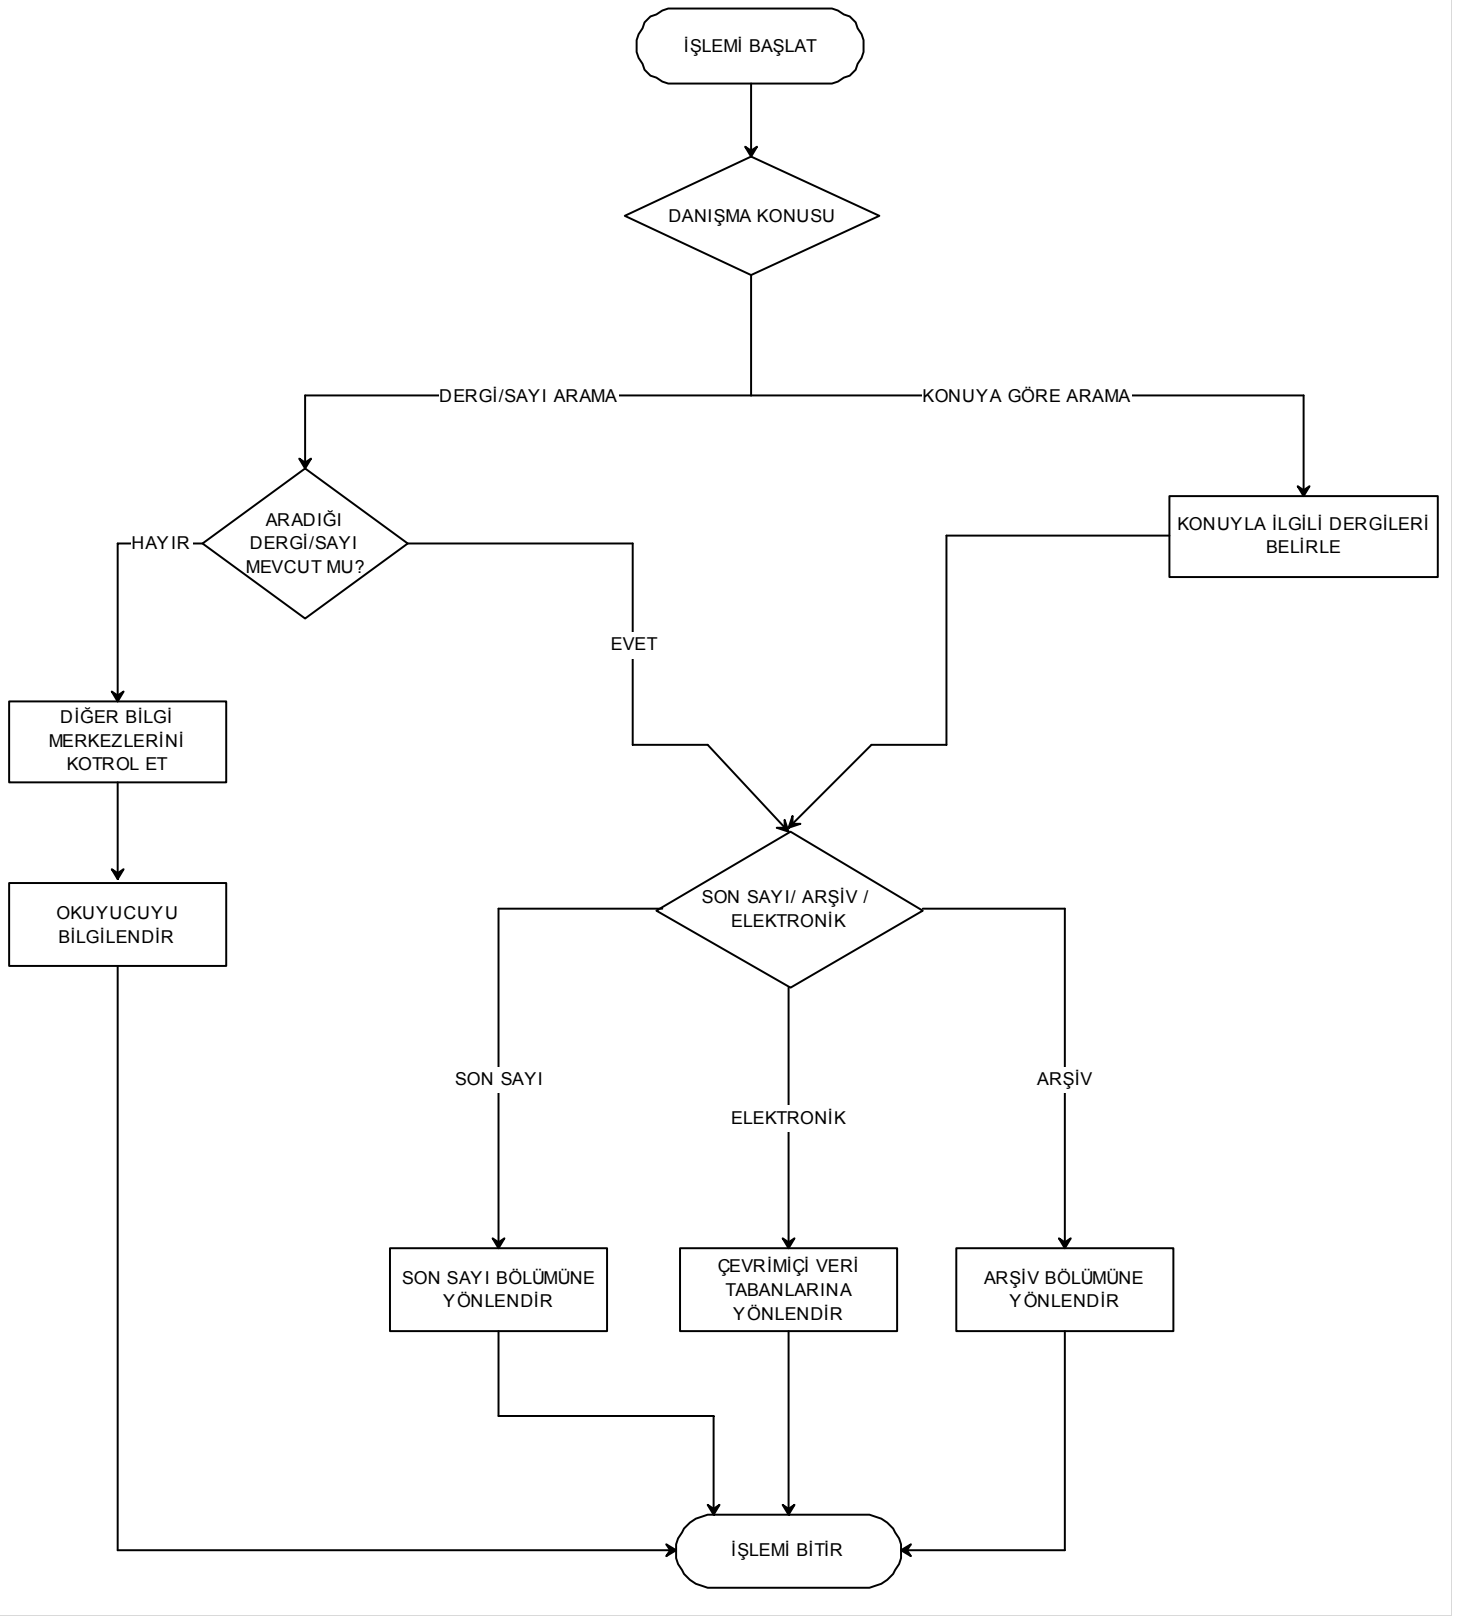 İŞLEMİ BAŞLAT
DANIŞMA KONUSU
DERGİ/SAYI ARAMA
KONUYA GÖRE ARAMA
ARADIĞI
DERGİ/SAYI
MEVCUT MU?
KONUYLA İLGİLİ DERGİLERİ
BELİRLE
HAYIR
EVET
DİĞER BİLGİ
MERKEZLERİNİ
KOTROL ET
OKUYUCUYU
BİLGİLENDİR
SON SAYI/ ARŞİV /
ELEKTRONİK
SON SAYI
ELEKTRONİK
ARŞİV
SON SAYI BÖLÜMÜNE
YÖNLENDİR
ÇEVRİMİÇİ VERİ
TABANLARINA
YÖNLENDİR
ARŞİV BÖLÜMÜNE
YÖNLENDİR
İŞLEMİ BİTİR